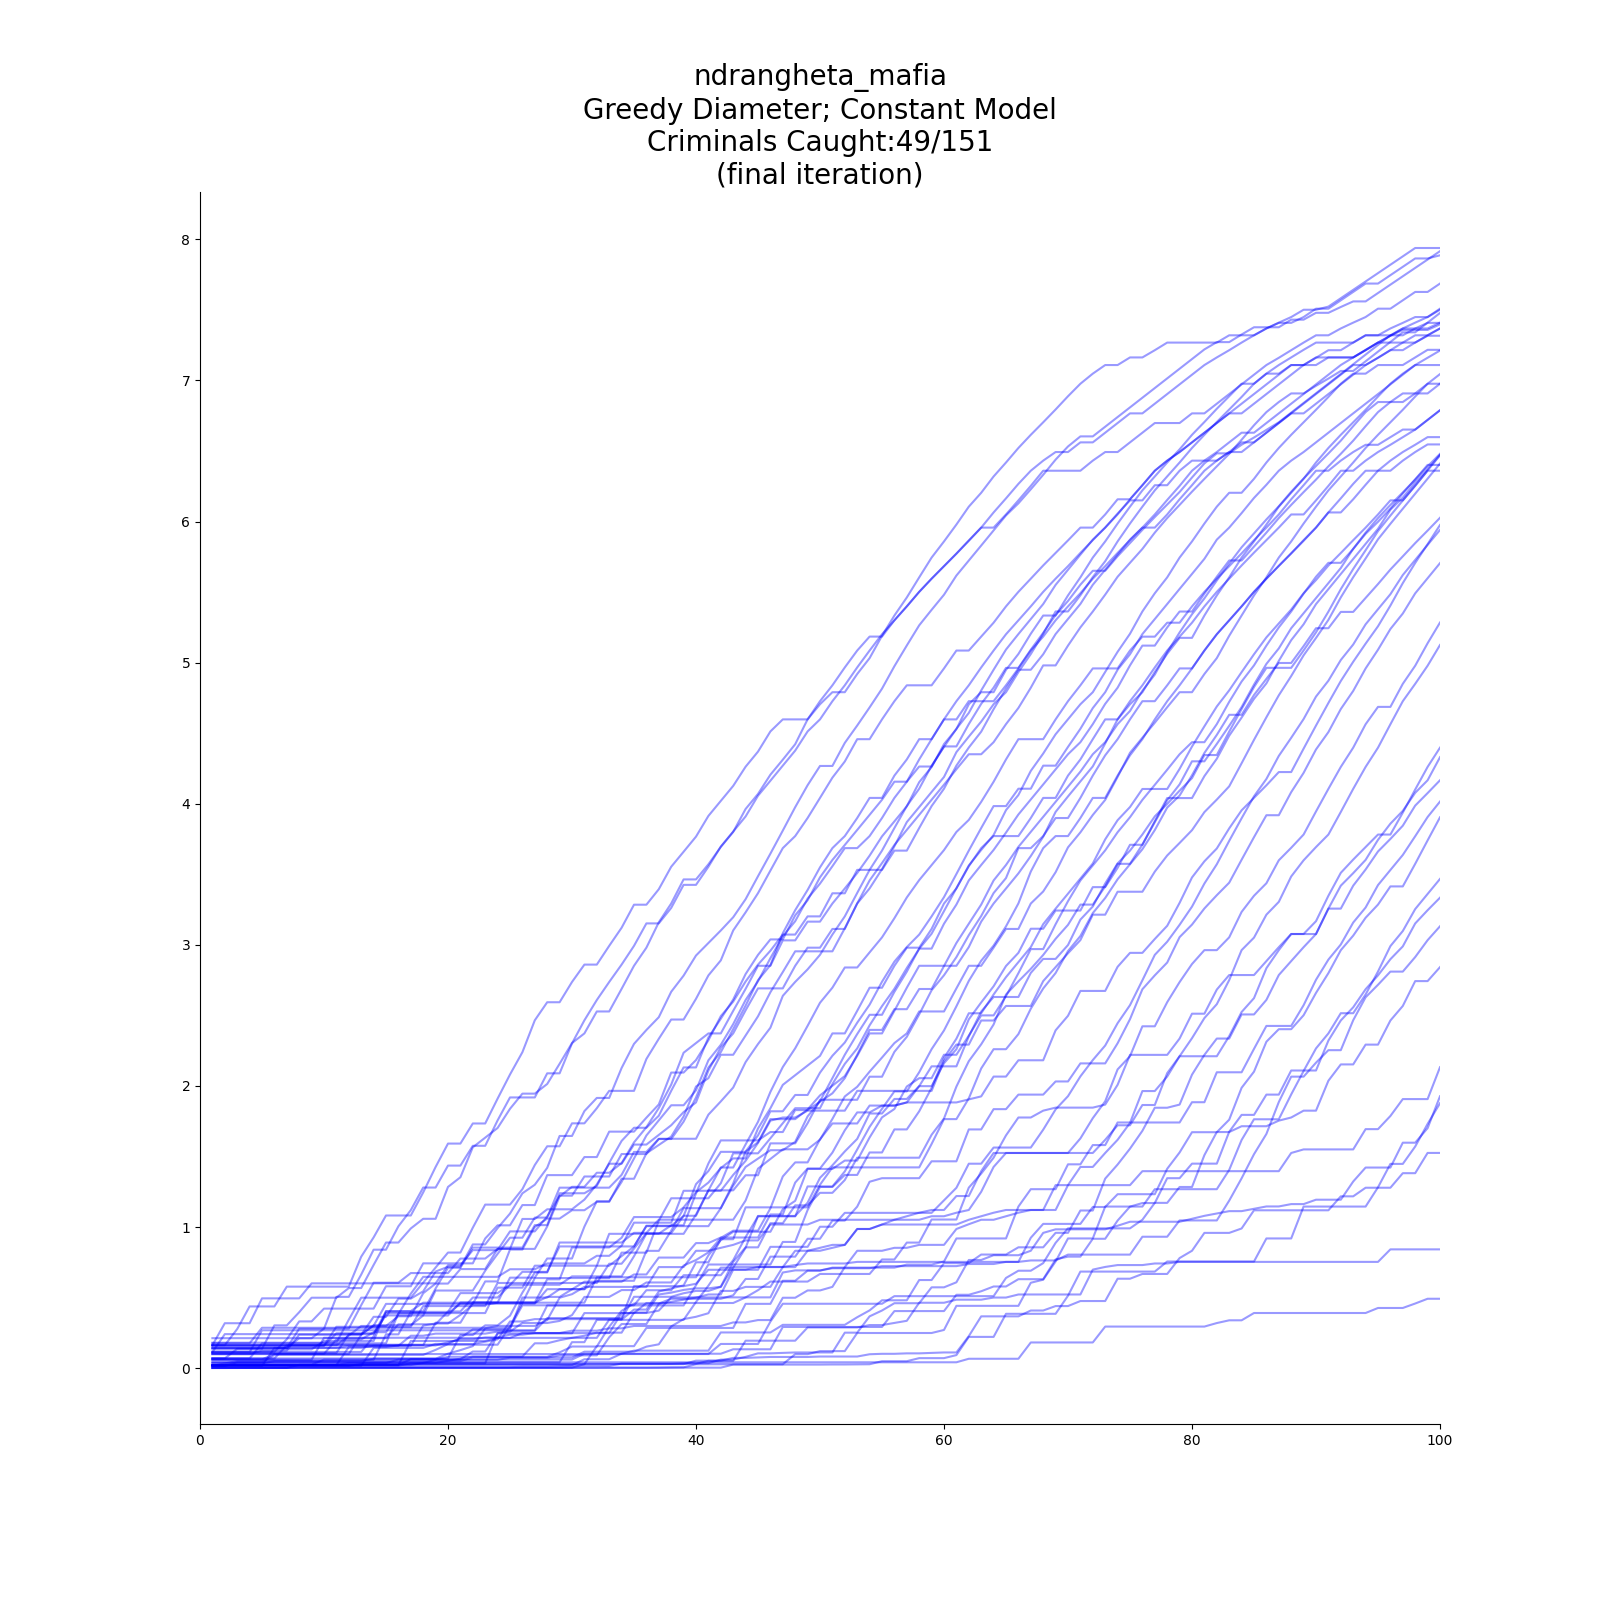 ndrangheta_mafia
Greedy Diameter; Constant Model
Criminals Caught:49/151
(final iteration)
8
7
6
5
4
3
2
1
0
0 20 40 60 80 100